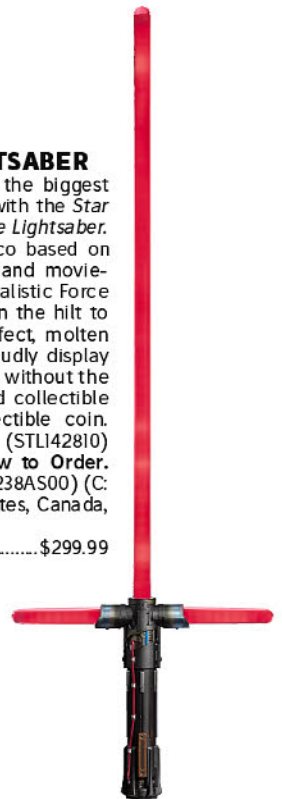 TSABER
the biggest
with the Star
e Lightsaber.
co based on
and movie-
alistic Force
n the hilt to
fect, molten
udly display
without the
d collectible
ectible coin.
(STL142810)
w to Order.
238AS00) (C:
tes, Canada,
.........$299.99